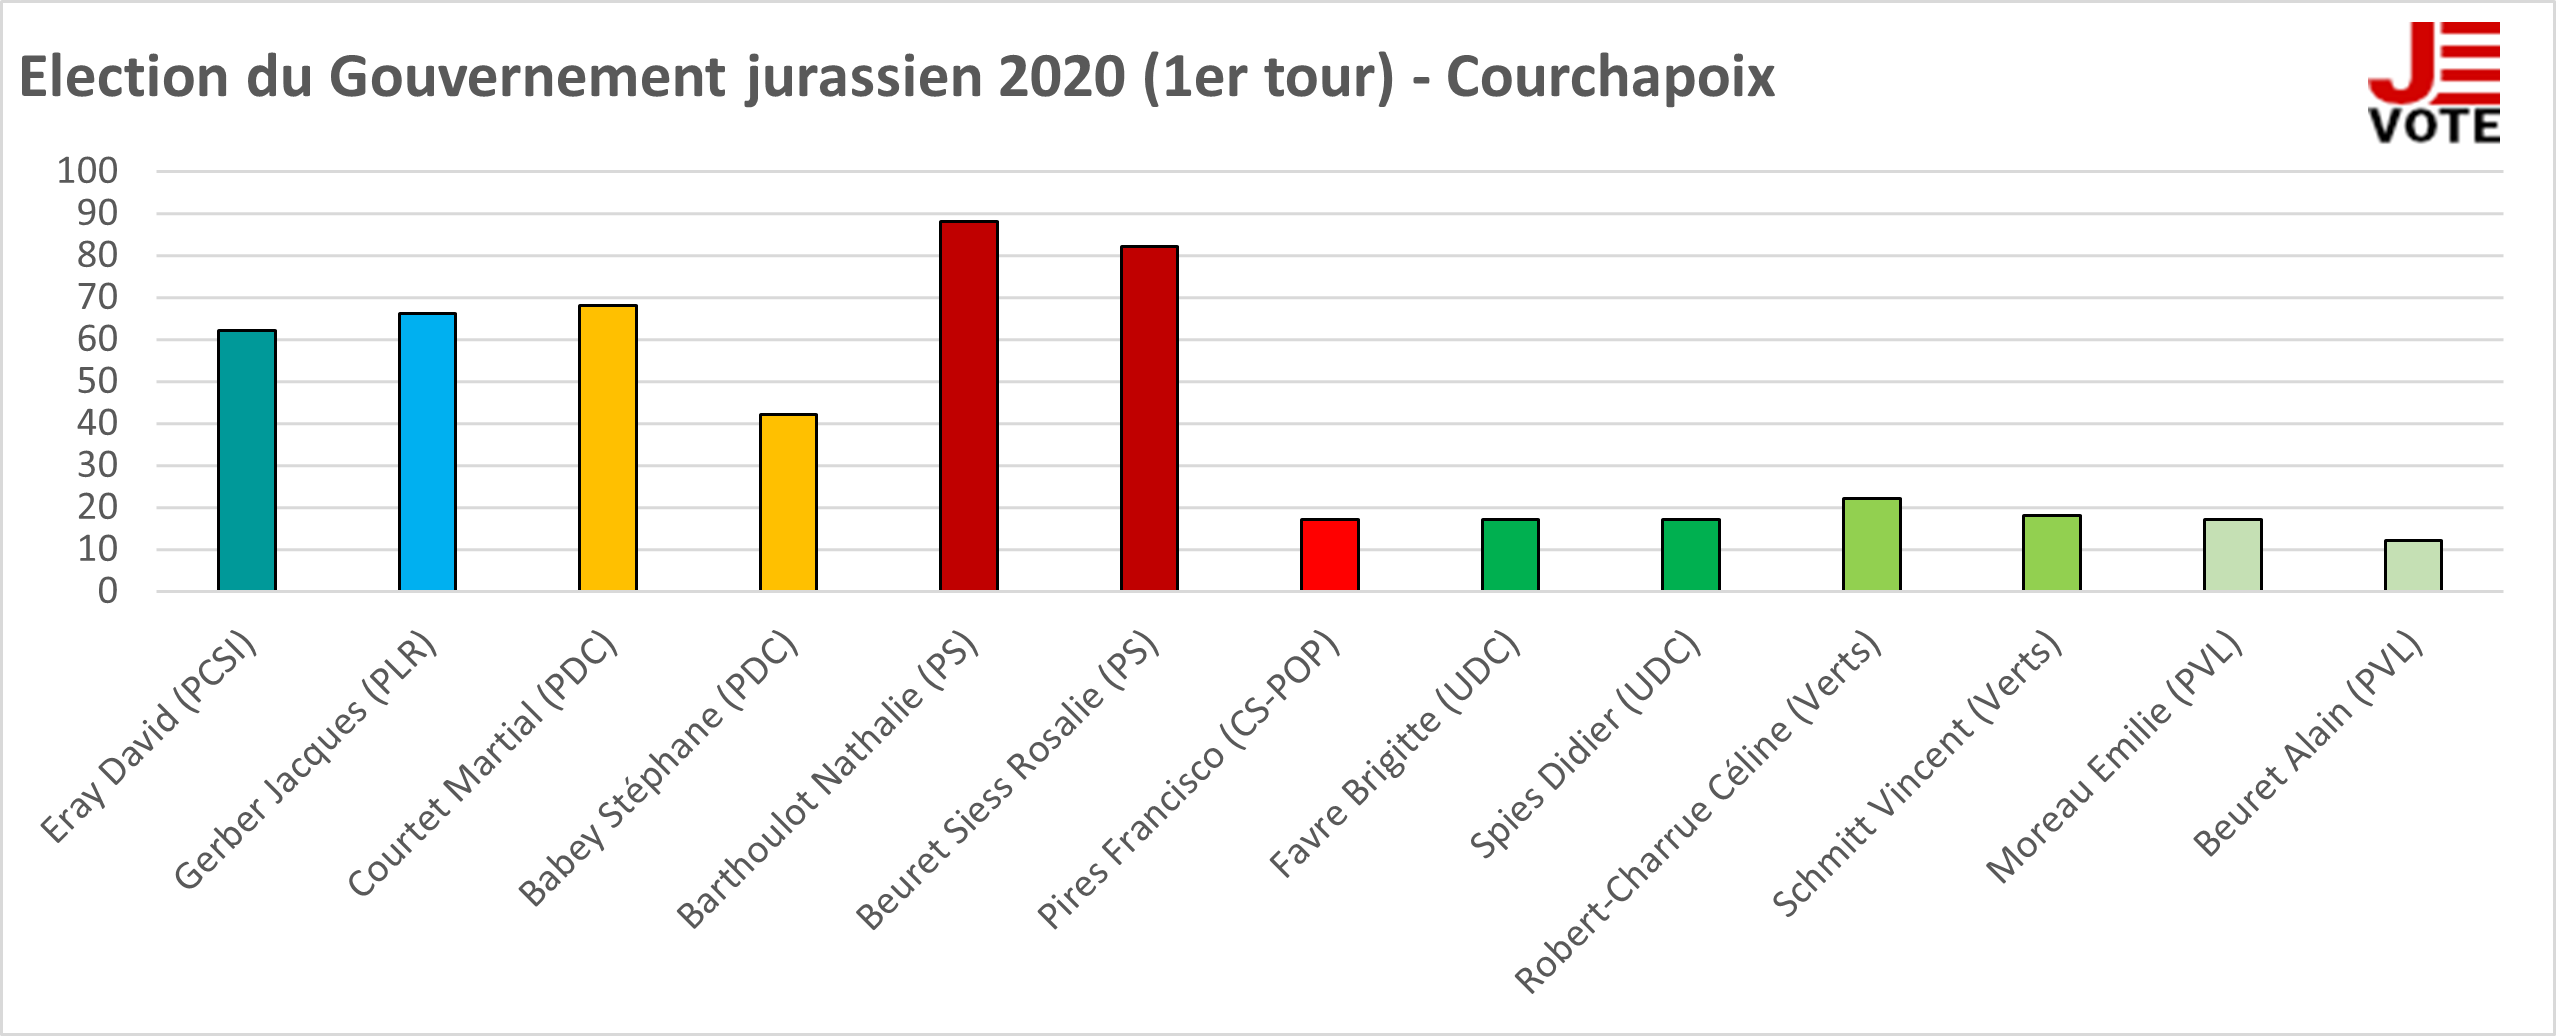 Election du Gouvernement jurassien 2020 (1er tour) - Courchapoix
JE
VOTE
100
90
80
70
60
50
40
30
20
10
0
Eray David (PCSI)
Gerber Jacques (PLR)
Courtet Martial (PDC)
Babey Stéphane (PDC)
Barthoulot Nathalie (PS)
Beuret Siess Rosalie (PS)
Pires Francisco (CS-POP)
Favre Brigitte (UDC)
Spies Didier (UDC)
Robert-Charrue Céline (Verts)
Schmitt Vincent (Verts)
Moreau Emilie (PVL)
Beuret Alain (PVL)